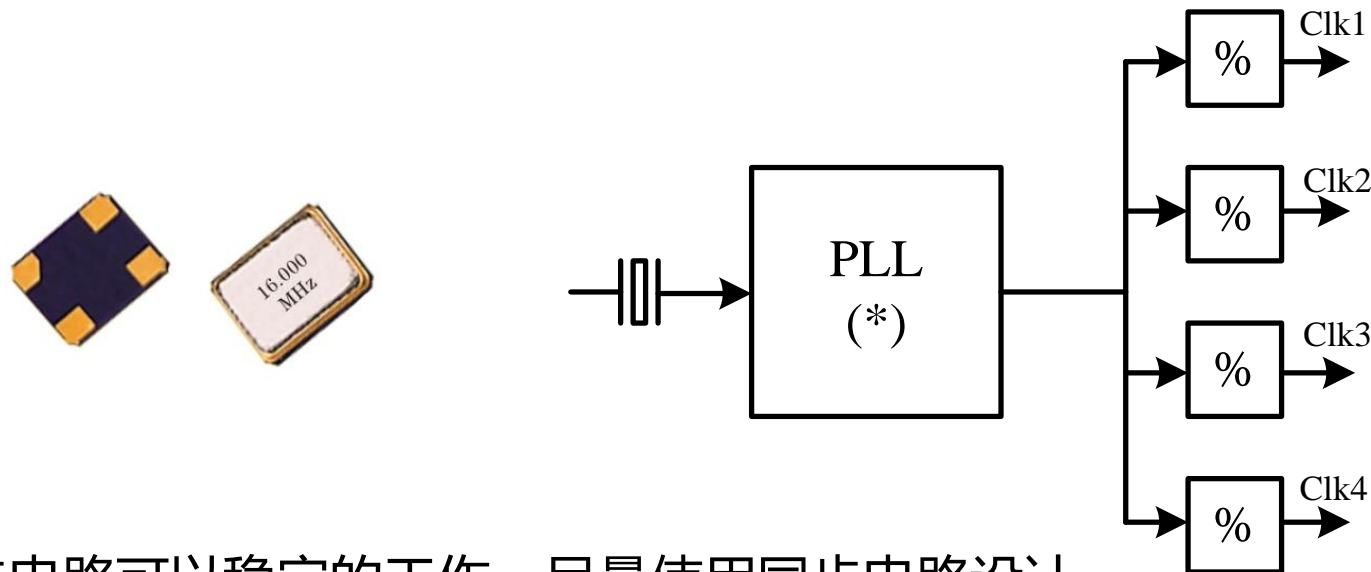 Clk1
%
Clk2
%
16.000
MHz
PLL
(*)
Clk3
%
Clk4
%
电路可以稳定的工作，尽量使用同步电路设计